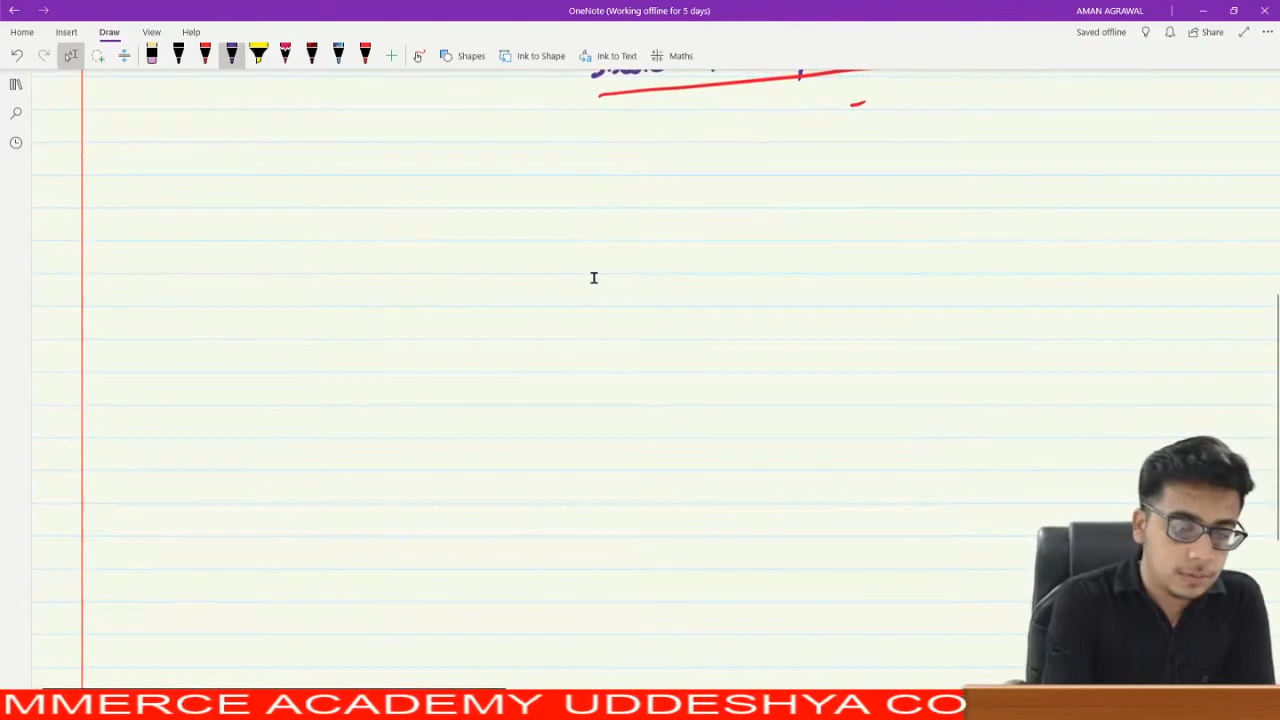 OneNote (Working offline for 5 days)
AMAN AGRAWAL
Home Insert Draw View Help
Saved offline
Share
Shapes
Ink to Shape
Ink to Text
Maths
MMERCE ACADEMY UDDESHYA CO